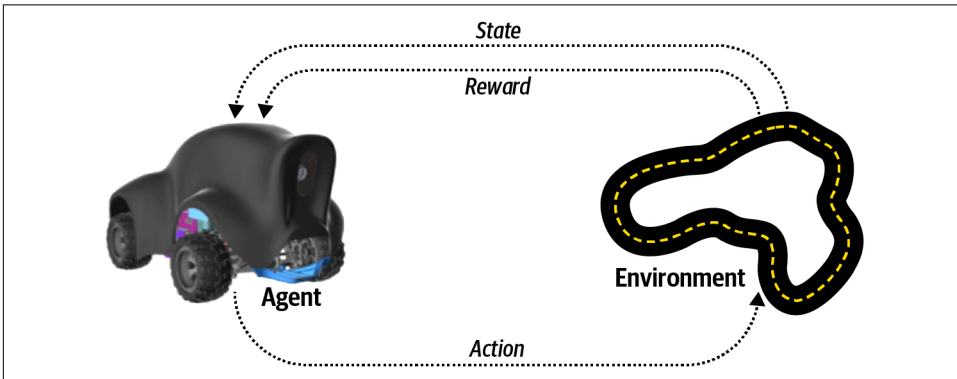 State
Reward
Environment
Agent
Action